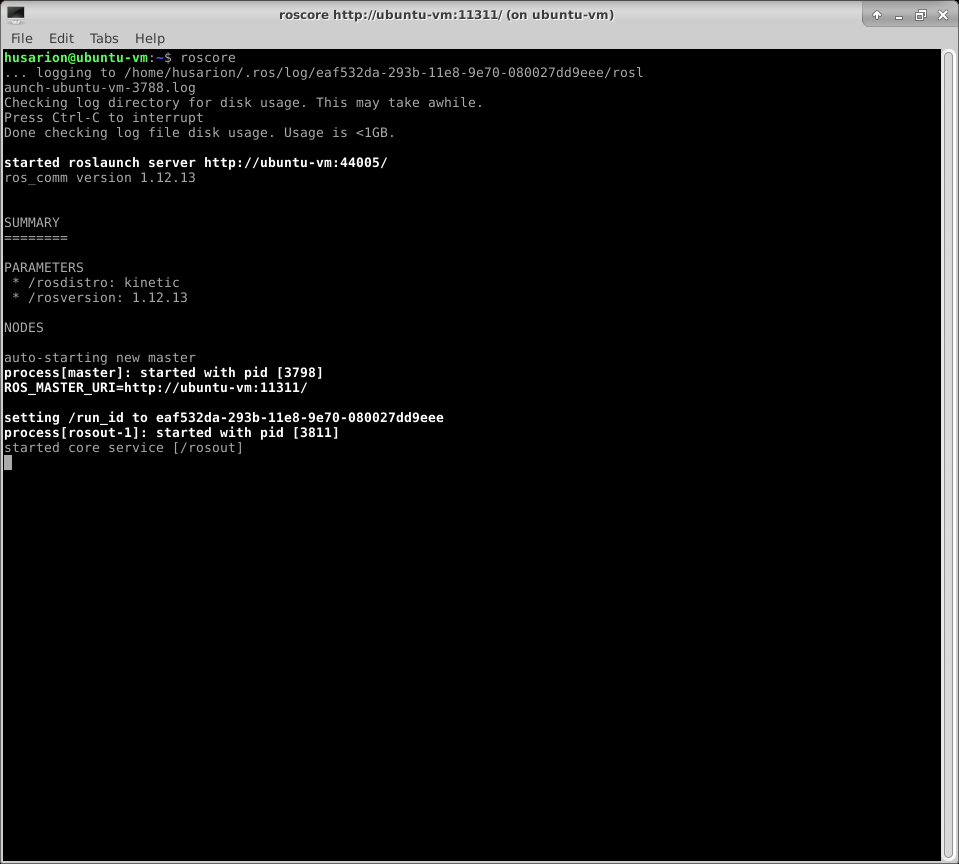 roscore http://ubuntu-vm:11311/ (on ubuntu-vm)
File Edit Tabs Help
husarion@ubuntu-vm:~$ roscore
... logging to /home/husarion/.ros/log/eaf532da-293b-11e8-9e70-080027dd9eee/rosl
aunch-ubuntu-vm-3788.log
Checking log directory for disk usage. This may take awhile.
Press Ctrl-C to interrupt
Done checking log file disk usage. Usage is <1GB.
started roslaunch server http://ubuntu-vm:44005/
ros_comm version 1.12.13
SUMMARY
========
PARAMETERS
 * /rosdistro: kinetic
 * /rosversion: 1.12.13
NODES
auto-starting new master
process[master]: started with pid [3798]
ROS_MASTER_URI=http://ubuntu-vm:11311/
setting /run_id to eaf532da-293b-11e8-9e70-080027dd9eee
process[rosout-1]: started with pid [3811]
started core service [/rosout]